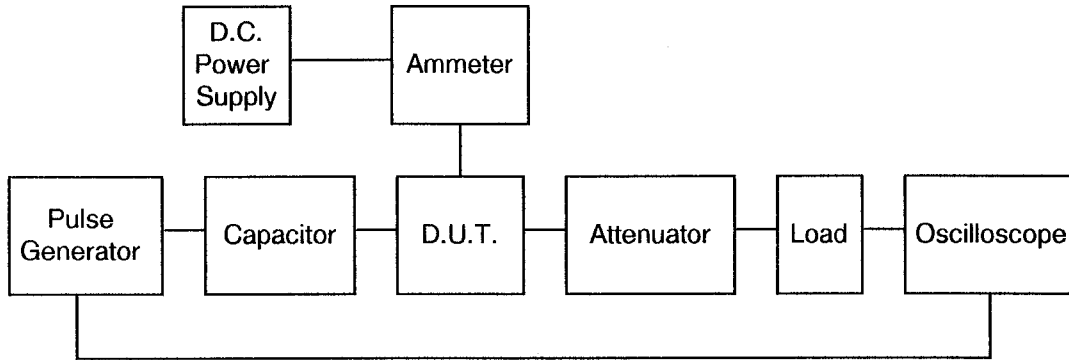 D.C.
Power
Supply
Ammeter
Pulse
Generator
Capacitor
D.U.T.
Attenuator
Load
Oscilloscope